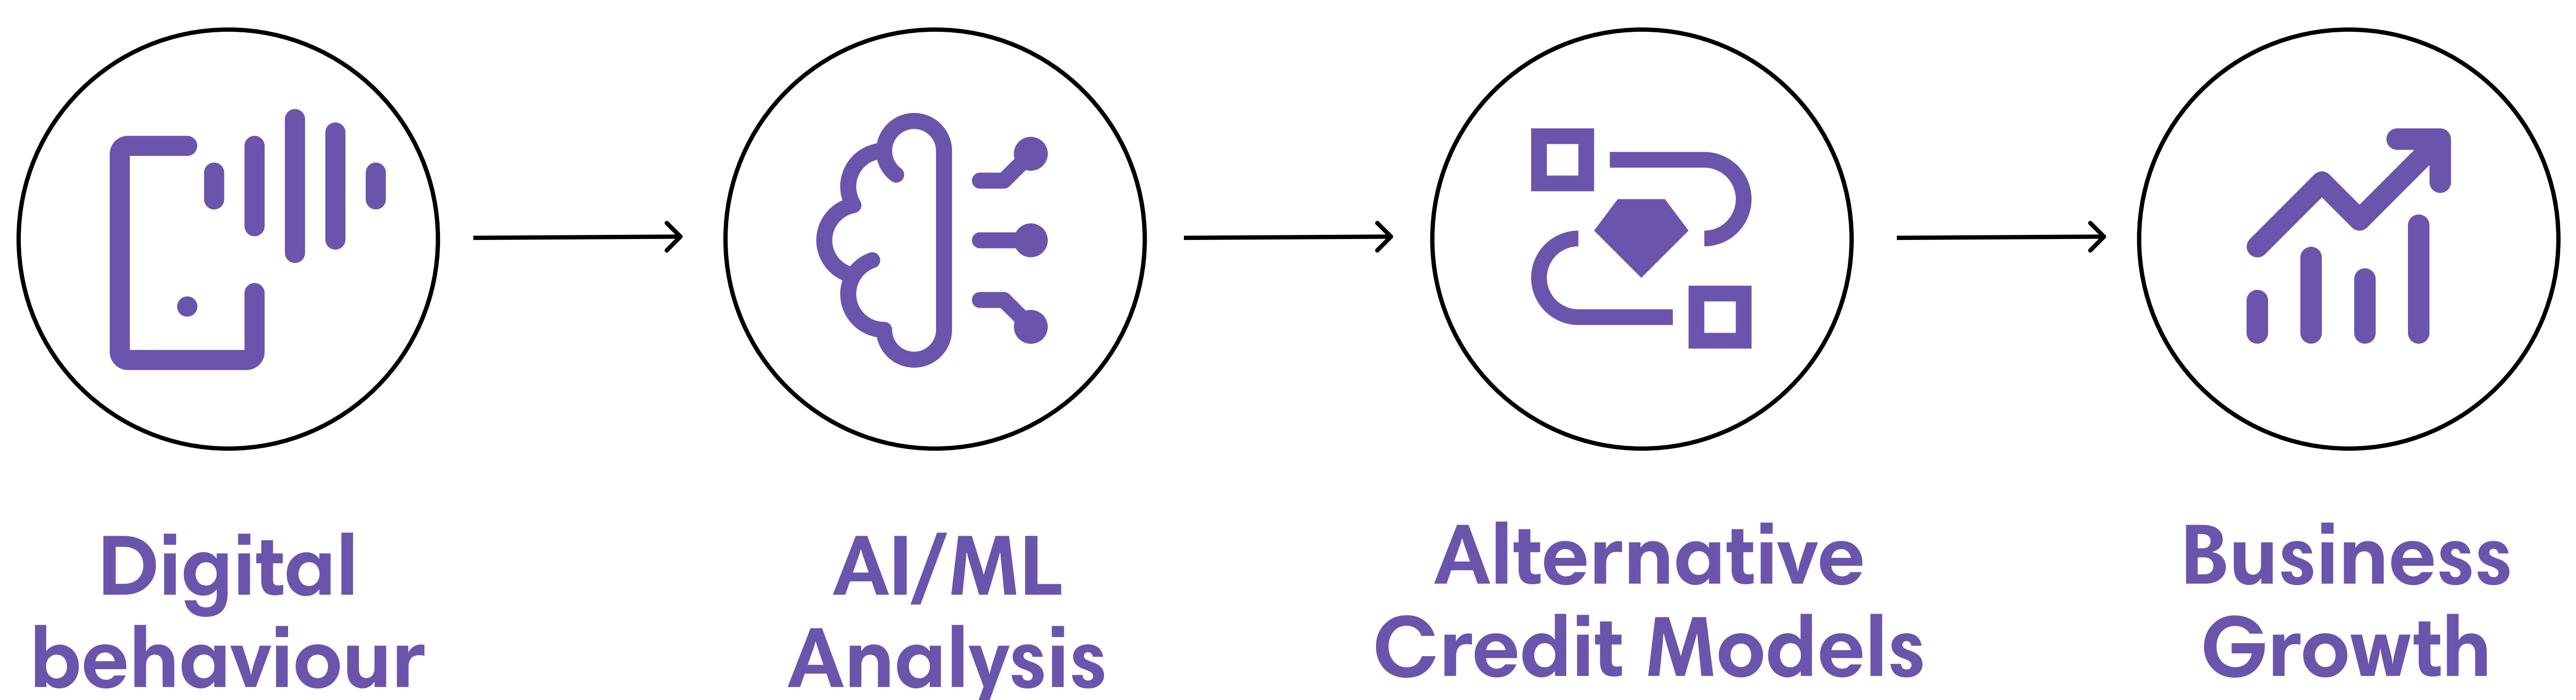 Digital
behaviour
AI/ML
Analysis
Alternative
Credit Models
Business
Growth